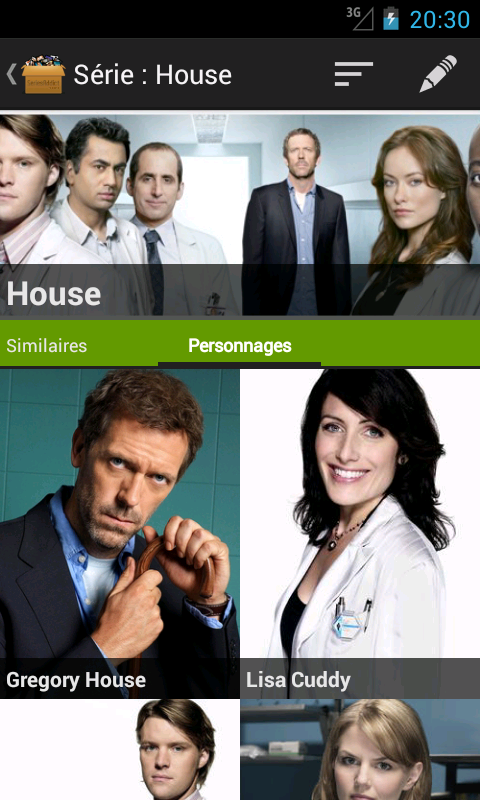 3G 20:30
Série : House
House
Similaires Personnages
Gregory House Lisa Cuddy